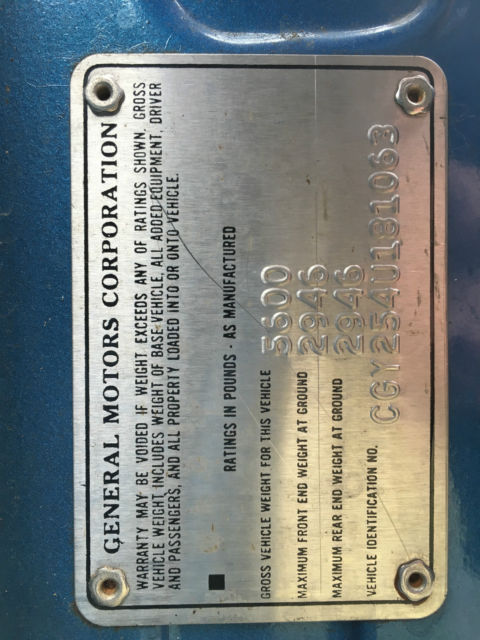 GENERAL MOTORS CORPORATION
WARRANTY MAY BE VOIDED IF WEIGHT EXCEEDS ANY OF RATINGS SHOWN. GROSS
VEHICLE WEIGHT INCLUDES WEIGHT OF BASE VEHICLE, ALL ADDED EQUIPMENT, DRIVER
AND PASSENGERS, AND ALL PROPERTY LOADED INTO OR ONTO VEHICLE.
RATINGS IN POUNDS - AS MANUFACTURED
GROSS VEHICLE WEIGHT FOR THIS VEHICLE 5600
MAXIMUM FRONT END WEIGHT AT GROUND 2946
MAXIMUM REAR END WEIGHT AT GROUND 2946
VEHICLE IDENTIFICATION NO. CGY254U181063